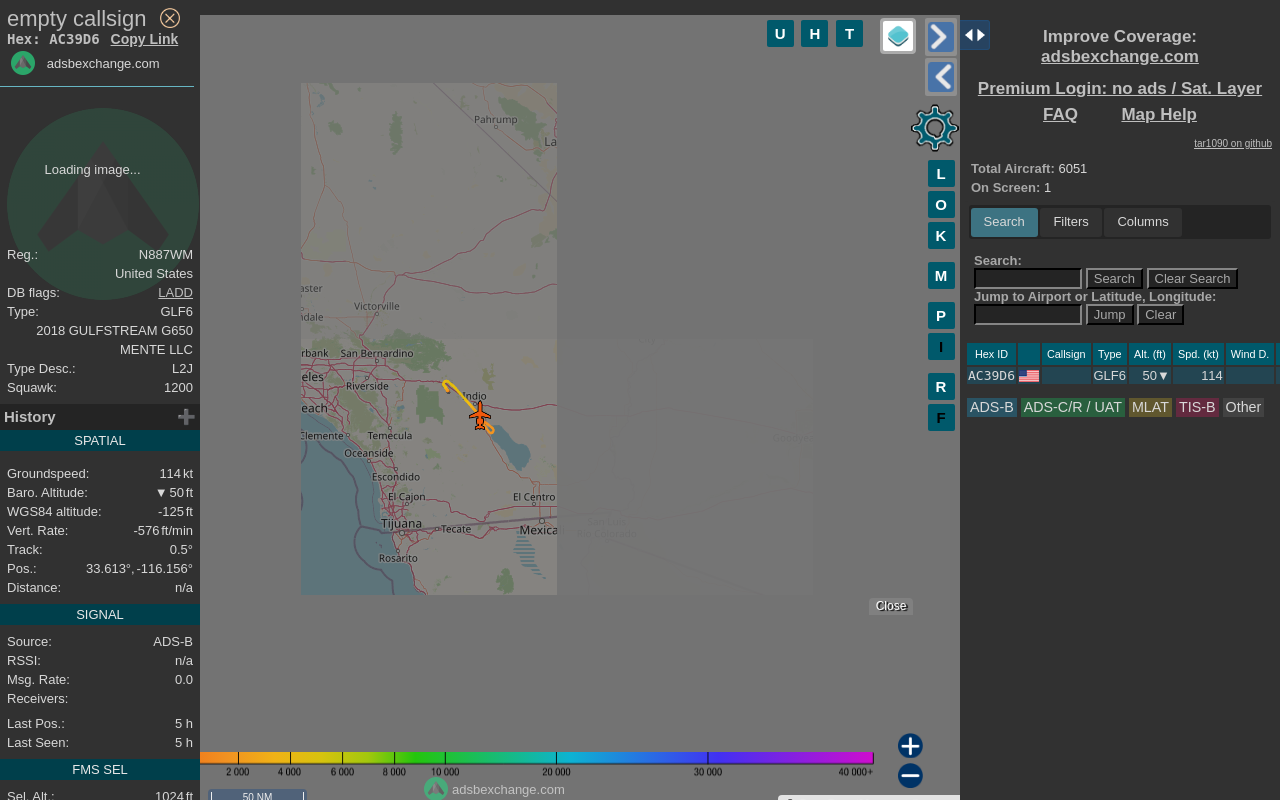 empty callsign
Hex: AC39D6 Copy Link
adsbexchange.com
Loading image...
Reg.: N887WM
United States
DB flags: LADD
Type: GLF6
2018 GULFSTREAM G650
MENTE LLC
Type Desc.: L2J
Squawk: 1200
History
SPATIAL
Groundspeed: 114 kt
Baro. Altitude: ▼ 50 ft
WGS84 altitude: -125 ft
Vert. Rate: -576 ft/min
Track: 0.5°
Pos.: 33.613°, -116.156°
Distance: n/a
SIGNAL
Source: ADS-B
RSSI: n/a
Msg. Rate: 0.0
Receivers:
Last Pos.: 5 h
Last Seen: 5 h
FMS SEL
Sel. Alt.: 1024 ft
U H T
L
O
K
M
P
I
R
F
Pahrump
La
aster
dale
Victorville
rbank San Bernardino
eles
Riverside
Indio
each
Clemente Temecula
Oceanside
Escondido
El Cajon El Centro
Tijuana Tecate Mexica
Rosarito
Close
2 000 4 000 6 000 8 000 10 000 20 000 30 000 40 000+
adsbexchange.com
50 NM
Improve Coverage:
adsbexchange.com
Premium Login: no ads / Sat. Layer
FAQ Map Help
tar1090 on github
Total Aircraft: 6051
On Screen: 1
Search Filters Columns
Search:
Search Clear Search
Jump to Airport or Latitude, Longitude:
Jump Clear
Hex ID Callsign Type Alt. (ft) Spd. (kt) Wind D.
AC39D6 GLF6 50▼ 114
ADS-B ADS-C/R / UAT MLAT TIS-B Other